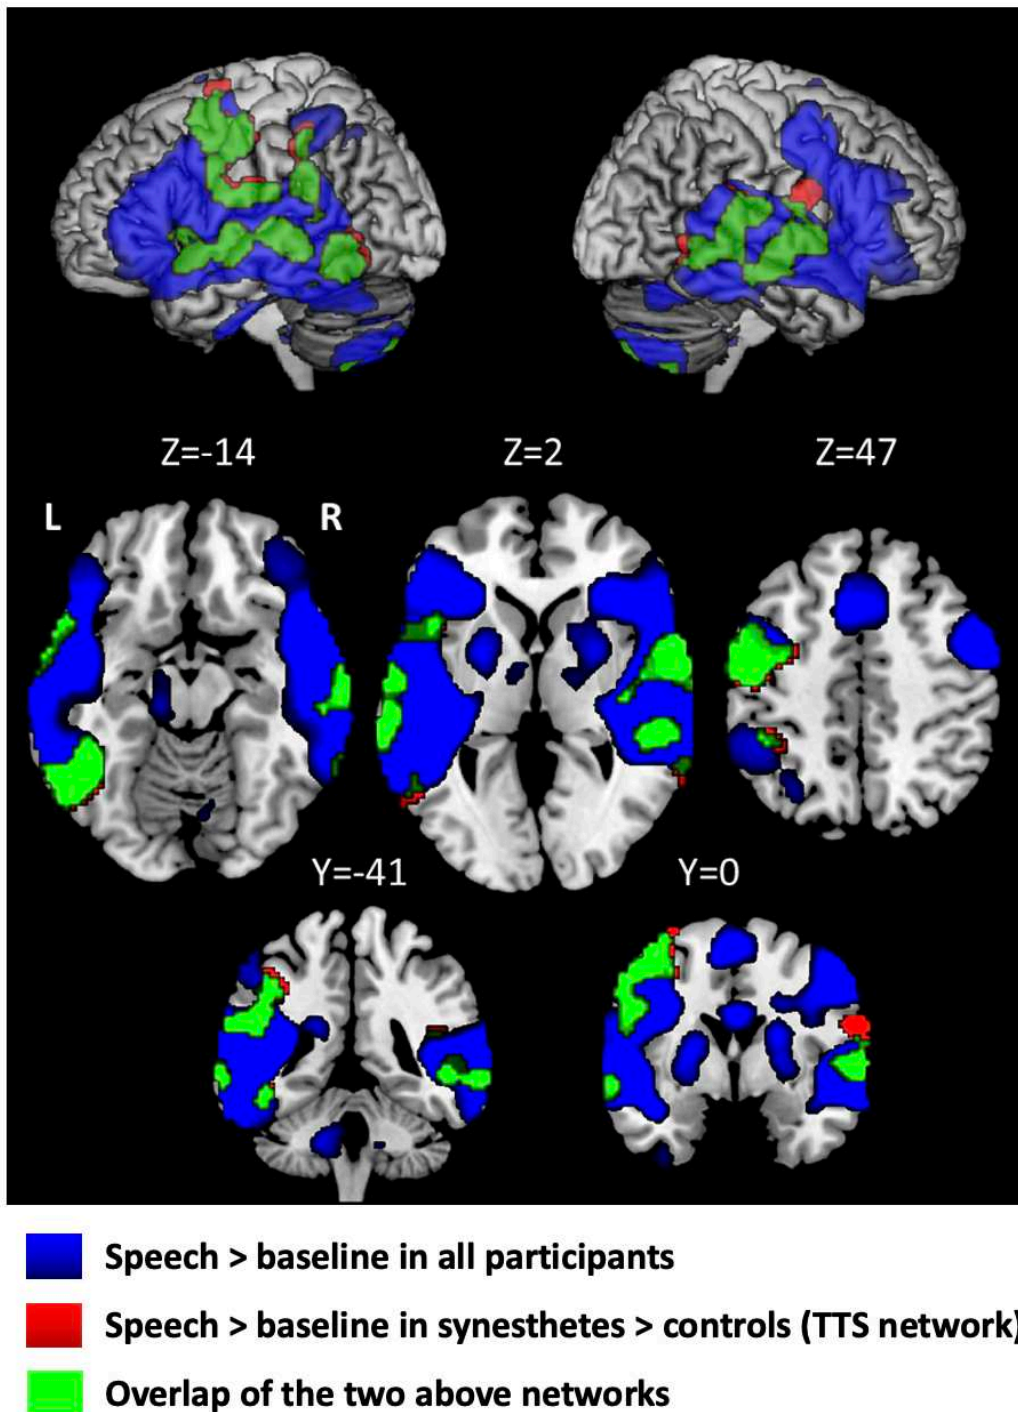 Z=-14 Z=2 Z=47
L R
Y=-41 Y=0
Speech > baseline in all participants
Speech > baseline in synesthetes > controls (TTS network)
Overlap of the two above networks